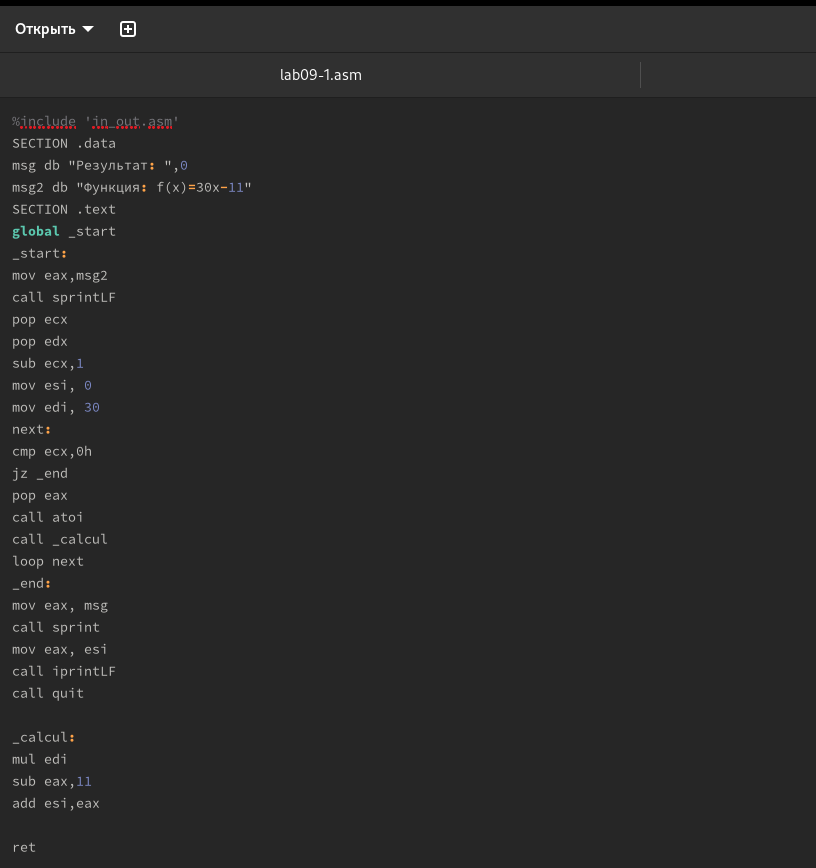 Открыть
lab09-1.asm
%include 'in_out.asm'
SECTION .data
msg db "Результат: ",0
msg2 db "Функция: f(x)=30x-11"
SECTION .text
global _start
_start:
mov eax,msg2
call sprintLF
pop ecx
pop edx
sub ecx,1
mov esi, 0
mov edi, 30
next:
cmp ecx,0h
jz _end
pop eax
call atoi
call _calcul
loop next
_end:
mov eax, msg
call sprint
mov eax, esi
call iprintLF
call quit

_calcul:
mul edi
sub eax,11
add esi,eax

ret